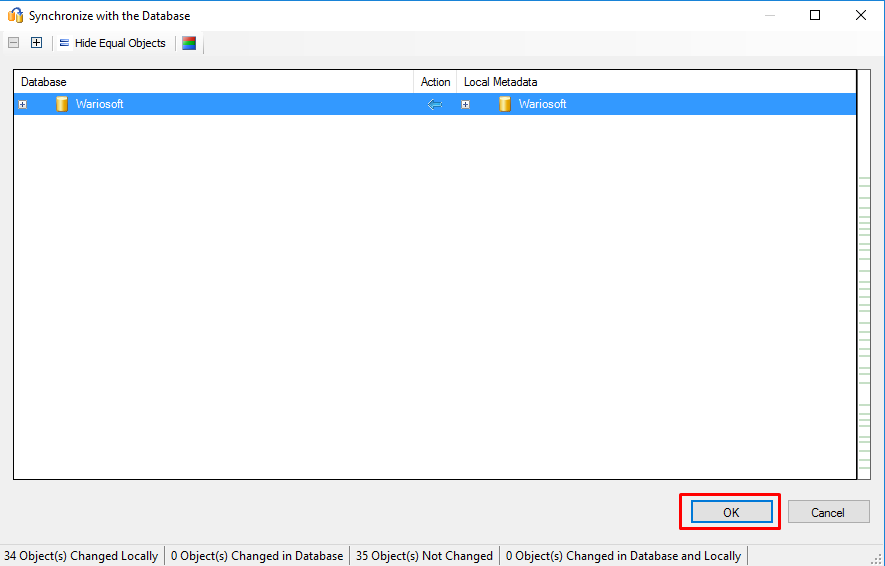 Synchronize with the Database
Hide Equal Objects
Database Action Local Metadata
Wariosoft Wariosoft
OK Cancel
34 Object(s) Changed Locally 0 Object(s) Changed in Database 35 Object(s) Not Changed 0 Object(s) Changed in Database and Locally